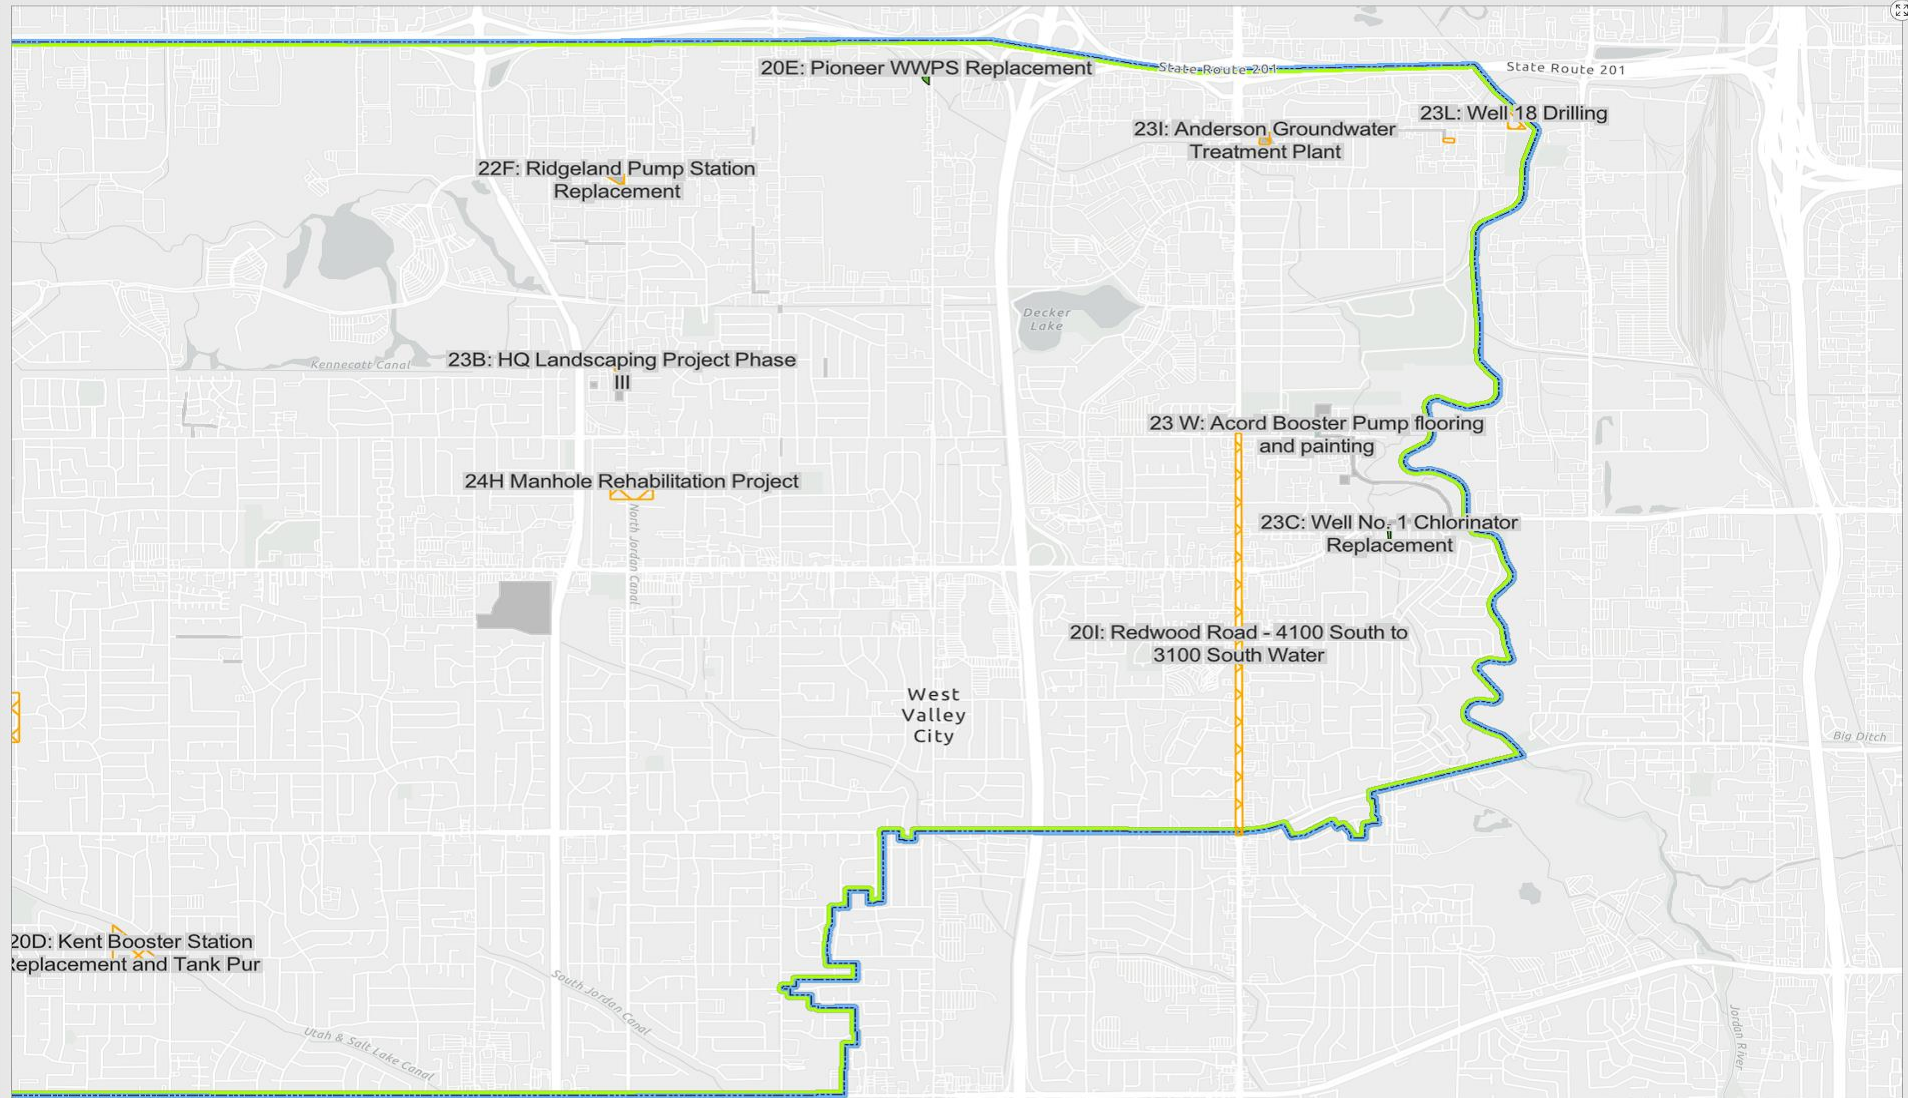 20E: Pioneer WWPS Replacement
State Route 201
State Route 201
23L: Well 18 Drilling
23I: Anderson Groundwater
Treatment Plant
22F: Ridgeland Pump Station
Replacement
Decker
Lake
Kennecott Canal
23B: HQ Landscaping Project Phase
III
23 W: Acord Booster Pump flooring
and painting
24H Manhole Rehabilitation Project
North Jordan Canal
23C: Well No. 1 Chlorinator
Replacement
20I: Redwood Road - 4100 South to
3100 South Water
West
Valley
City
Big Ditch
20D: Kent Booster Station
Replacement and Tank Pur
South Jordan Canal
Utah & Salt Lake Canal
Jordan River